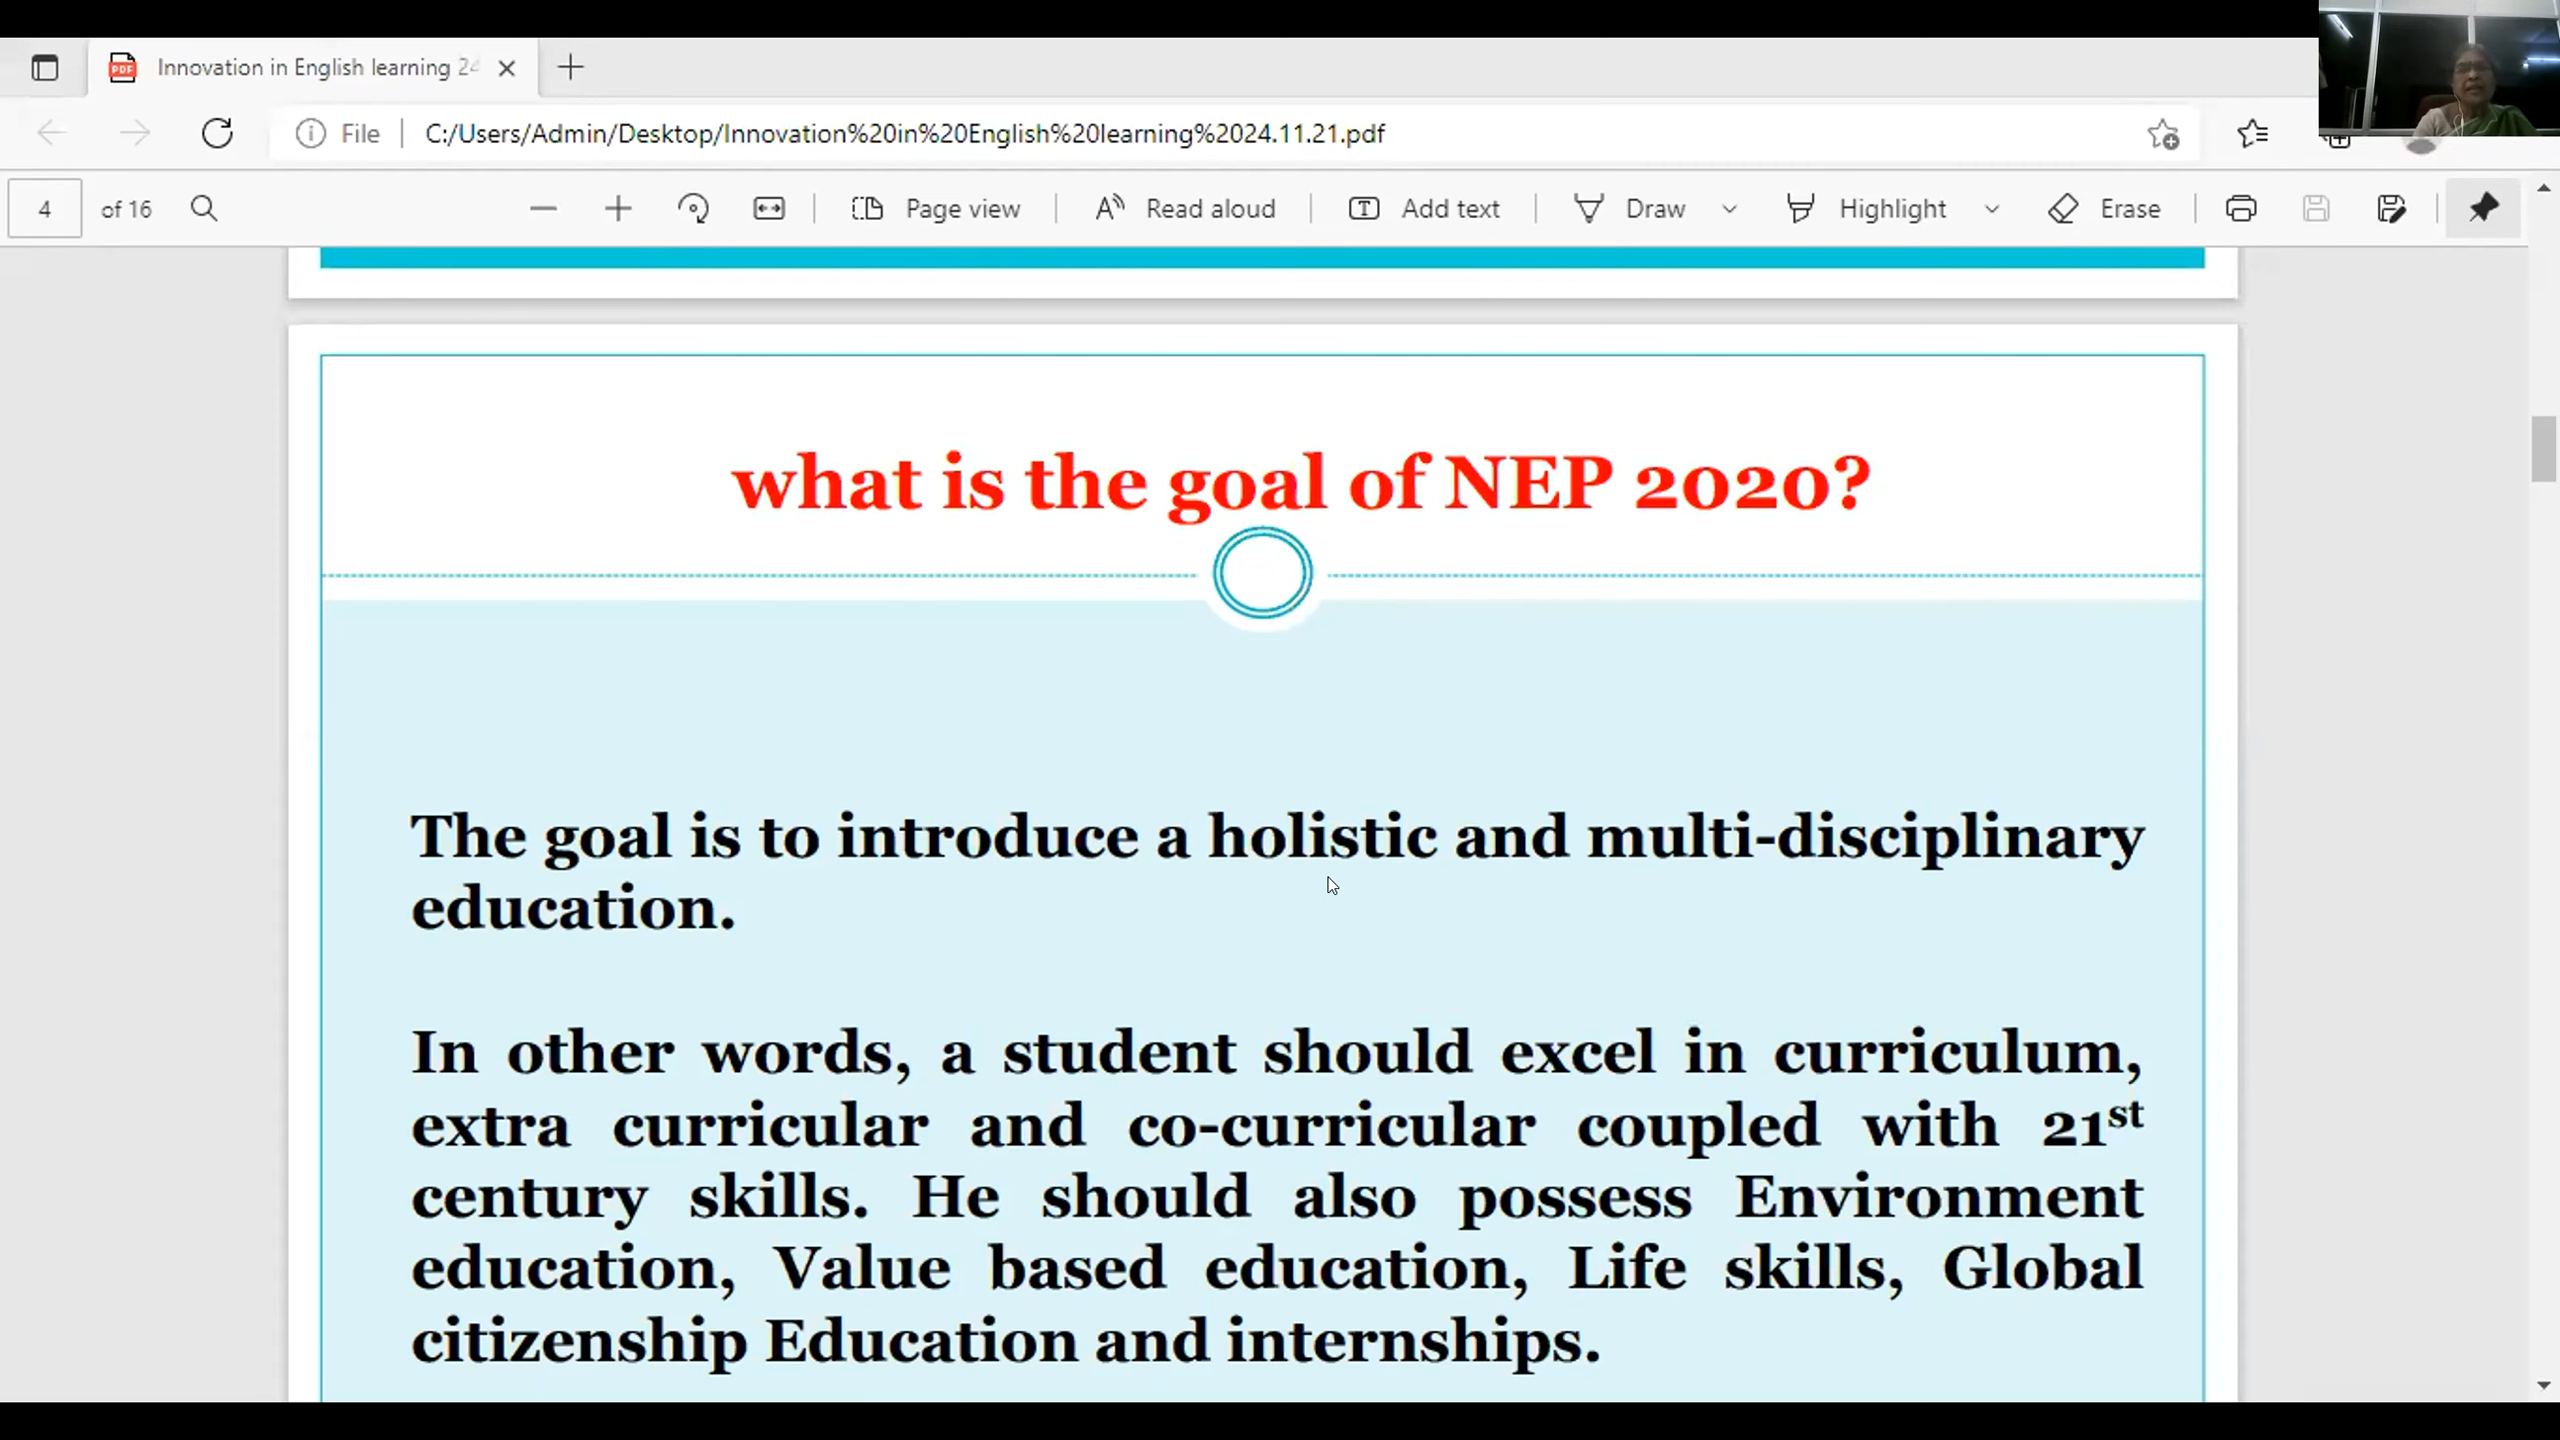 Innovation in English learning 24
File
C:/Users/Admin/Desktop/Innovation%20in%20English%20learning%2024.11.21.pdf
4 of 16
Page view
Read aloud
Add text
Draw
Highlight
Erase
what is the goal of NEP 2020?
The goal is to introduce a holistic and multi-disciplinary
education.
In other words, a student should excel in curriculum,
extra curricular and co-curricular coupled with 21st
century skills. He should also possess Environment
education, Value based education, Life skills, Global
citizenship Education and internships.